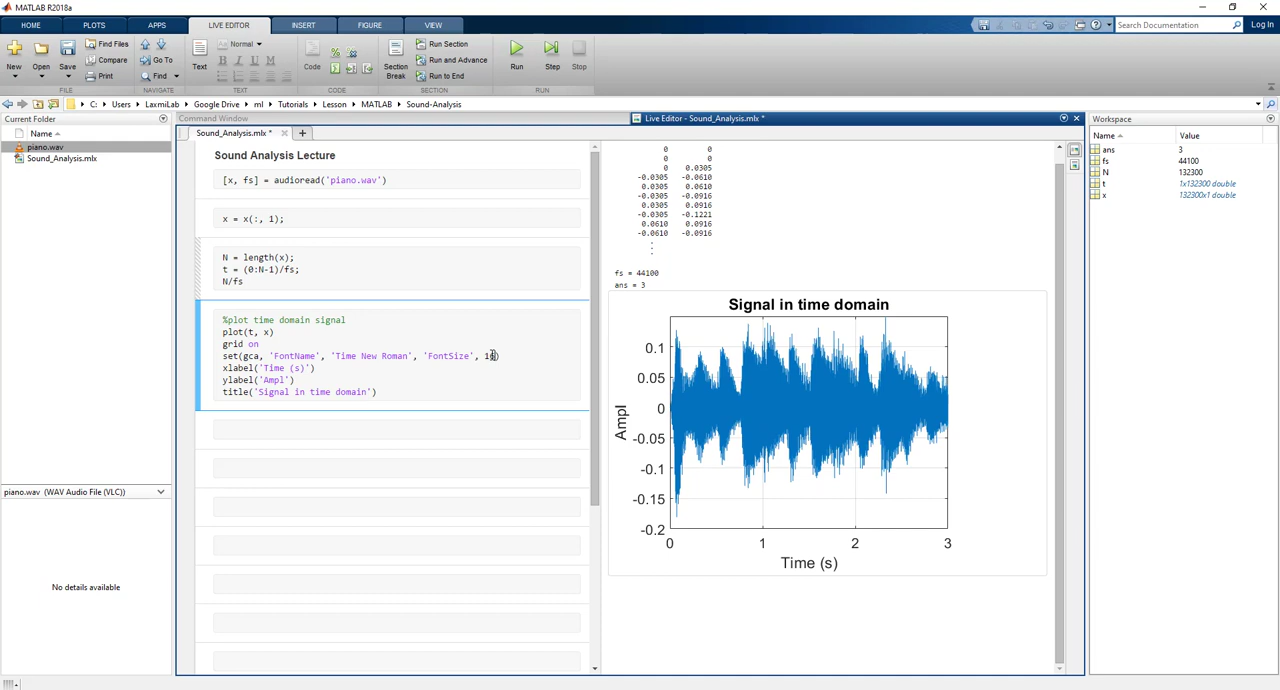 MATLAB R2018a
HOME PLOTS APPS LIVE EDITOR INSERT FIGURE VIEW
Search Documentation Log In
Find Files Normal Run Section
Compare Go To Run and Advance
Print Find Run to End
New Open Save Text B I U M Code Section Break Run Step Stop
FILE NAVIGATE TEXT CODE SECTION RUN
C: Users LaxmiLab Google Drive ml Tutorials Lesson MATLAB Sound-Analysis
Current Folder
Name
piano.wav
Sound_Analysis.mlx
piano.wav (WAV Audio File (VLC))
No details available
Command Window
Sound_Analysis.mlx *
Sound Analysis Lecture
[x, fs] = audioread('piano.wav')
x = x(:, 1);
N = length(x);
t = (0:N-1)/fs;
N/fs
%plot time domain signal
plot(t, x)
grid on
set(gca, 'FontName', 'Time New Roman', 'FontSize',
xlabel('Time (s)')
ylabel('Ampl')
title('Signal in time domain')
Live Editor - Sound_Analysis.mlx *
0 0
0 0
0 0.0305
-0.0305 -0.0610
0.0305 0.0610
-0.0305 -0.0916
0.0305 0.0916
-0.0305 -0.1221
0.0610 0.0916
-0.0610 -0.0916
fs = 44100
ans = 3
Signal in time domain
0.1
0.05
0
-0.05
-0.1
-0.15
-0.2
Ampl
0 1 2 3
Time (s)
Workspace
Name Value
ans 3
fs 44100
N 132300
t 1x132300 double
x 132300x1 double